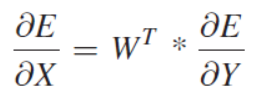 ∂E/∂X = W^T * ∂E/∂Y